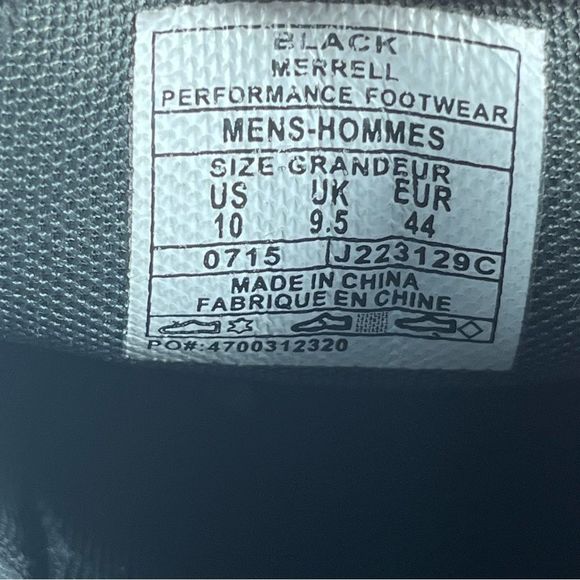 BLACK
MERRELL
PERFORMANCE FOOTWEAR
MENS-HOMMES
SIZE-GRANDEUR
US UK EUR
10 9.5 44
0715 J223129C
MADE IN CHINA
FABRIQUE EN CHINE
PO#:4700312320